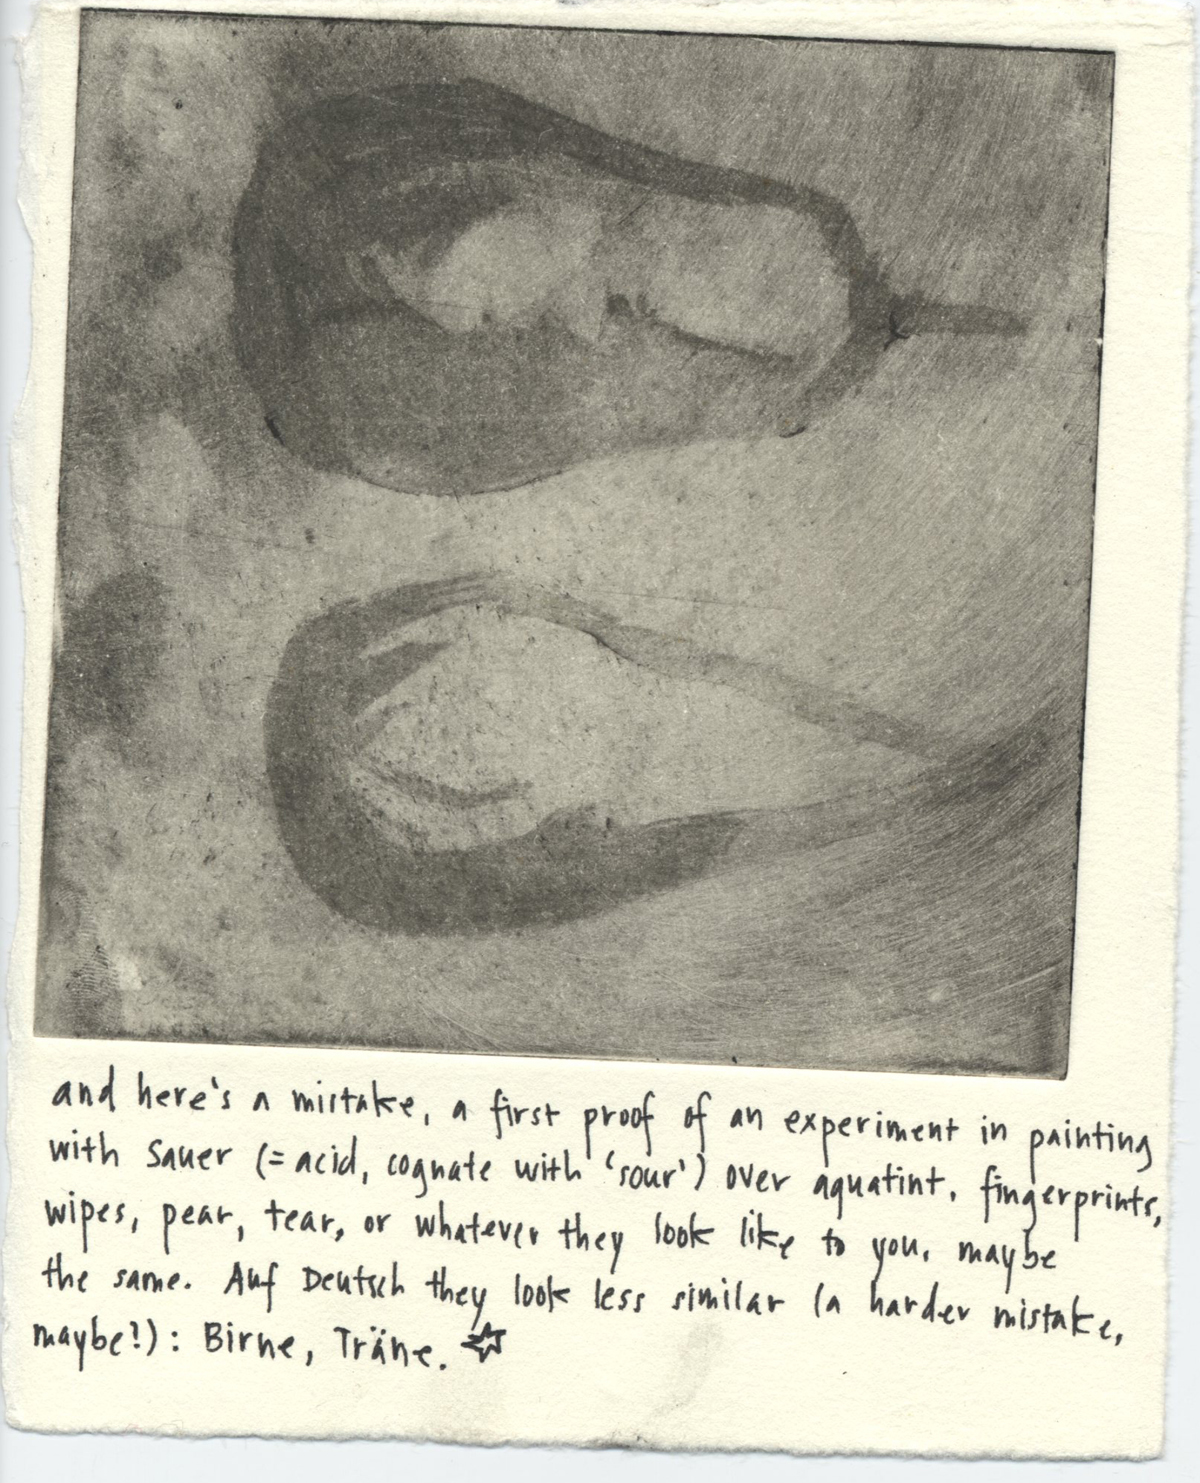 and here's a mistake, a first proof of an experiment in painting
with Sauer (= acid, cognate with 'sour') over aquatint. fingerprints,
wipes, pear, tear, or whatever they look like to you. maybe
the same. Auf Deutsch they look less similar (a harder mistake,
maybe?): Birne, Träne.